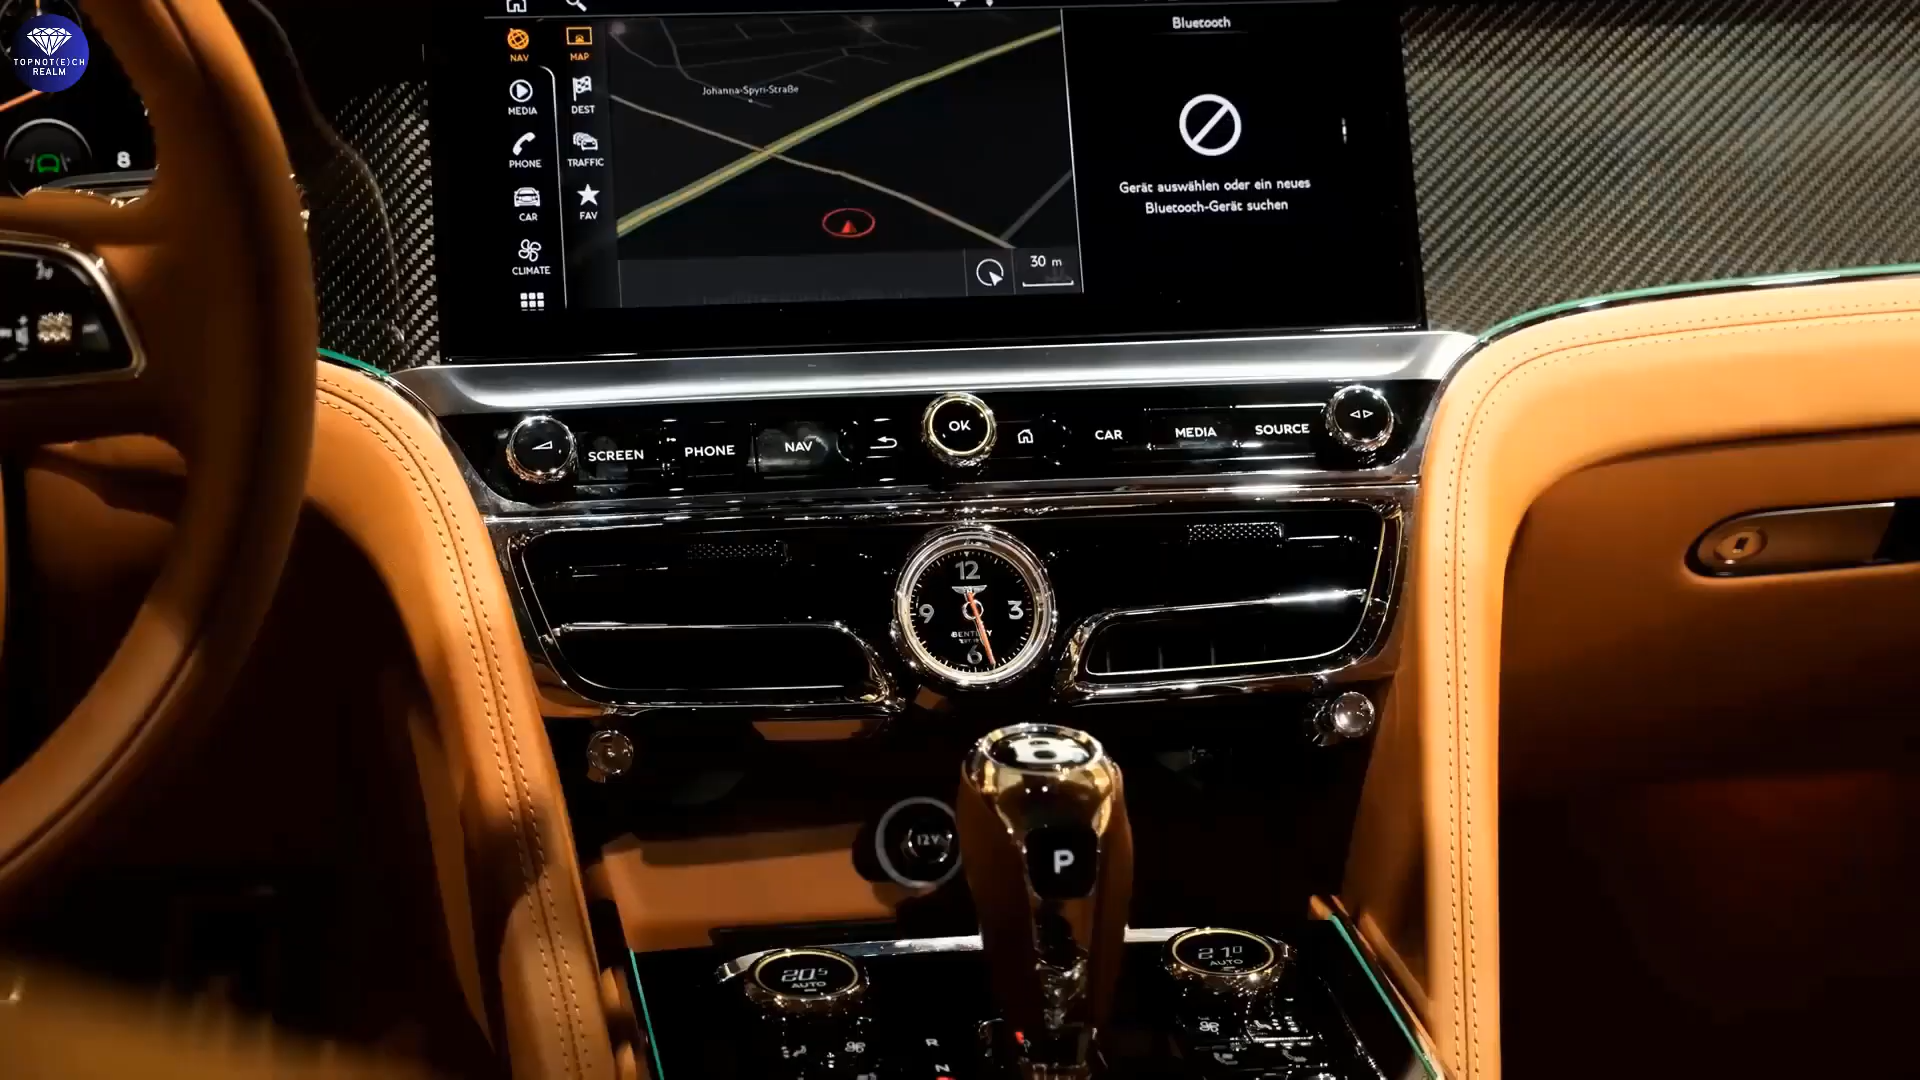 TOPNOT(E)CH
REALM
8
NAV
MEDIA
PHONE
CAR
CLIMATE
MAP
DEST
TRAFFIC
FAV
Johanna-Spyri-Straße
30 m
Bluetooth
Gerät auswählen oder ein neues
Bluetooth-Gerät suchen
SCREEN
PHONE
NAV
OK
CAR
MEDIA
SOURCE
12
9
3
BENTLEY
6
B
12V
P
20.5
AUTO
21.0
AUTO
R
N